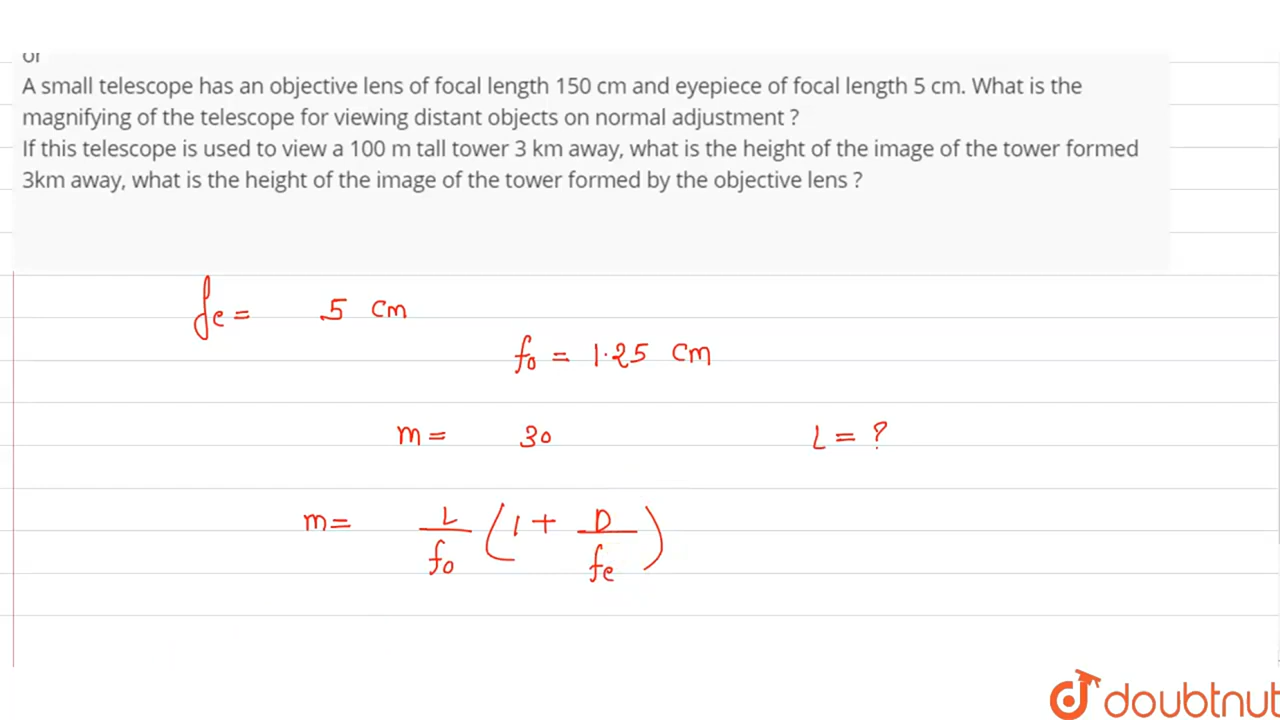 or
A small telescope has an objective lens of focal length 150 cm and eyepiece of focal length 5 cm. What is the
magnifying of the telescope for viewing distant objects on normal adjustment ?
If this telescope is used to view a 100 m tall tower 3 km away, what is the height of the image of the tower formed
3km away, what is the height of the image of the tower formed by the objective lens ?
fe = 5 cm
fo = 1.25 cm
m = 30 L = ?
m = L/fo (1 + D/fe)
doubtnut